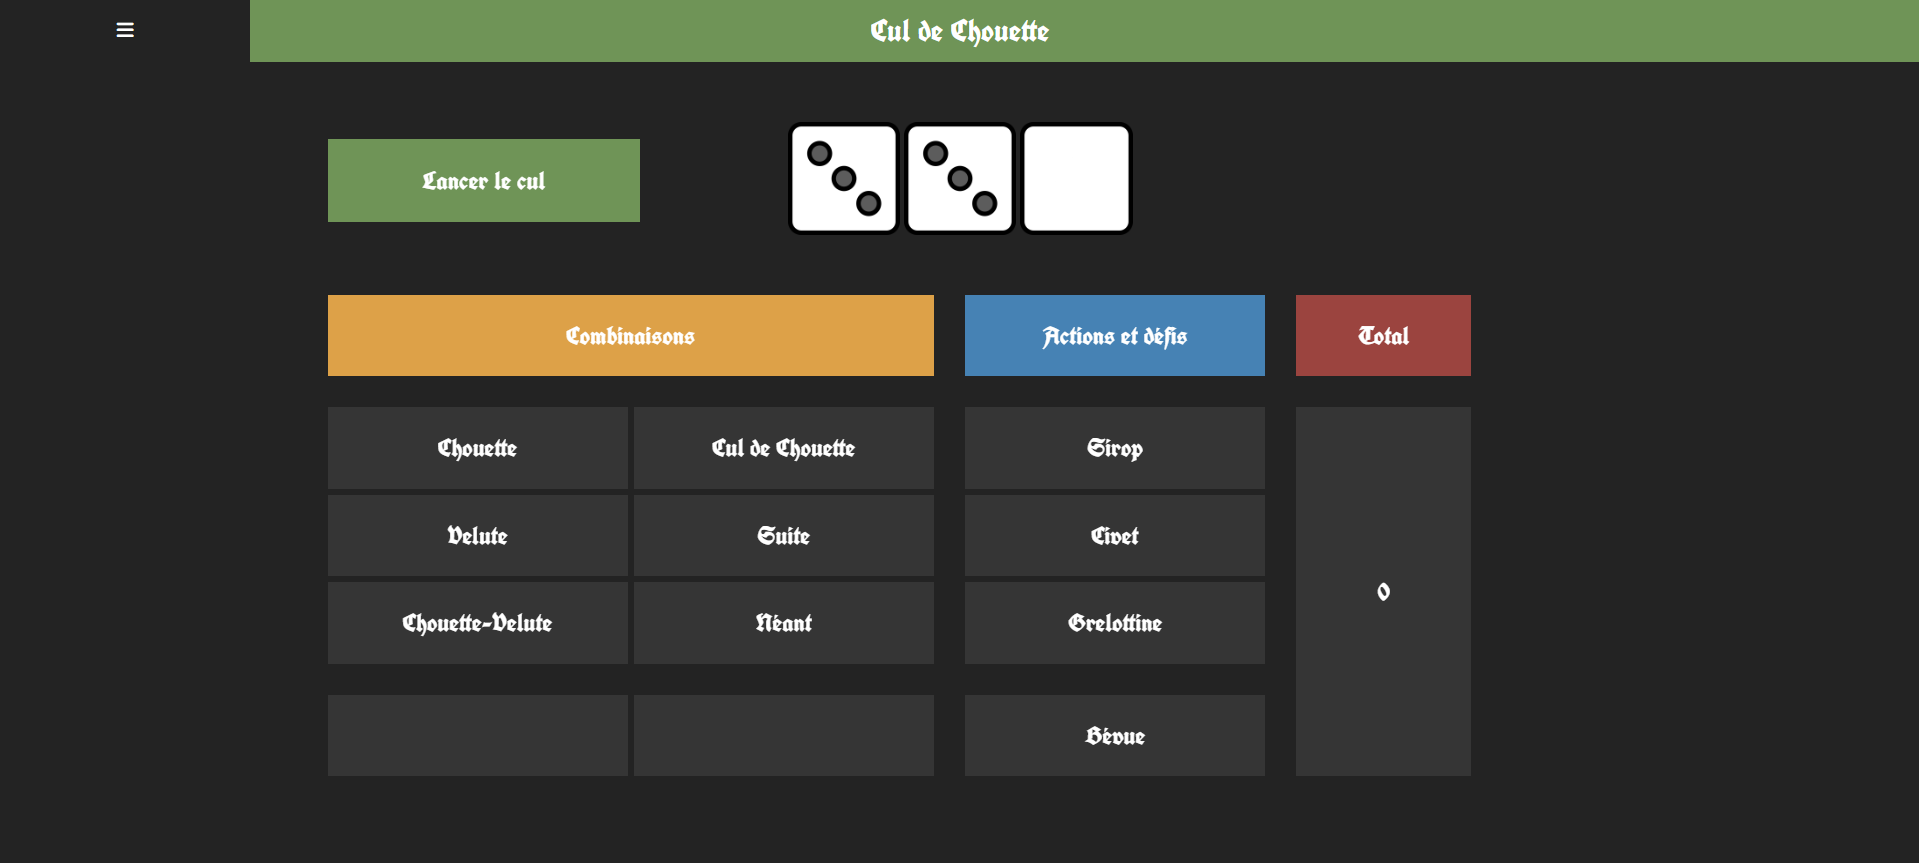 Cul de Chouette
Lancer le cul
Combinaisons
Actions et défis
Total
Chouette
Cul de Chouette
Sirop
Velute
Suite
Civet
0
Chouette-Velute
Néant
Grelottine
Bévue